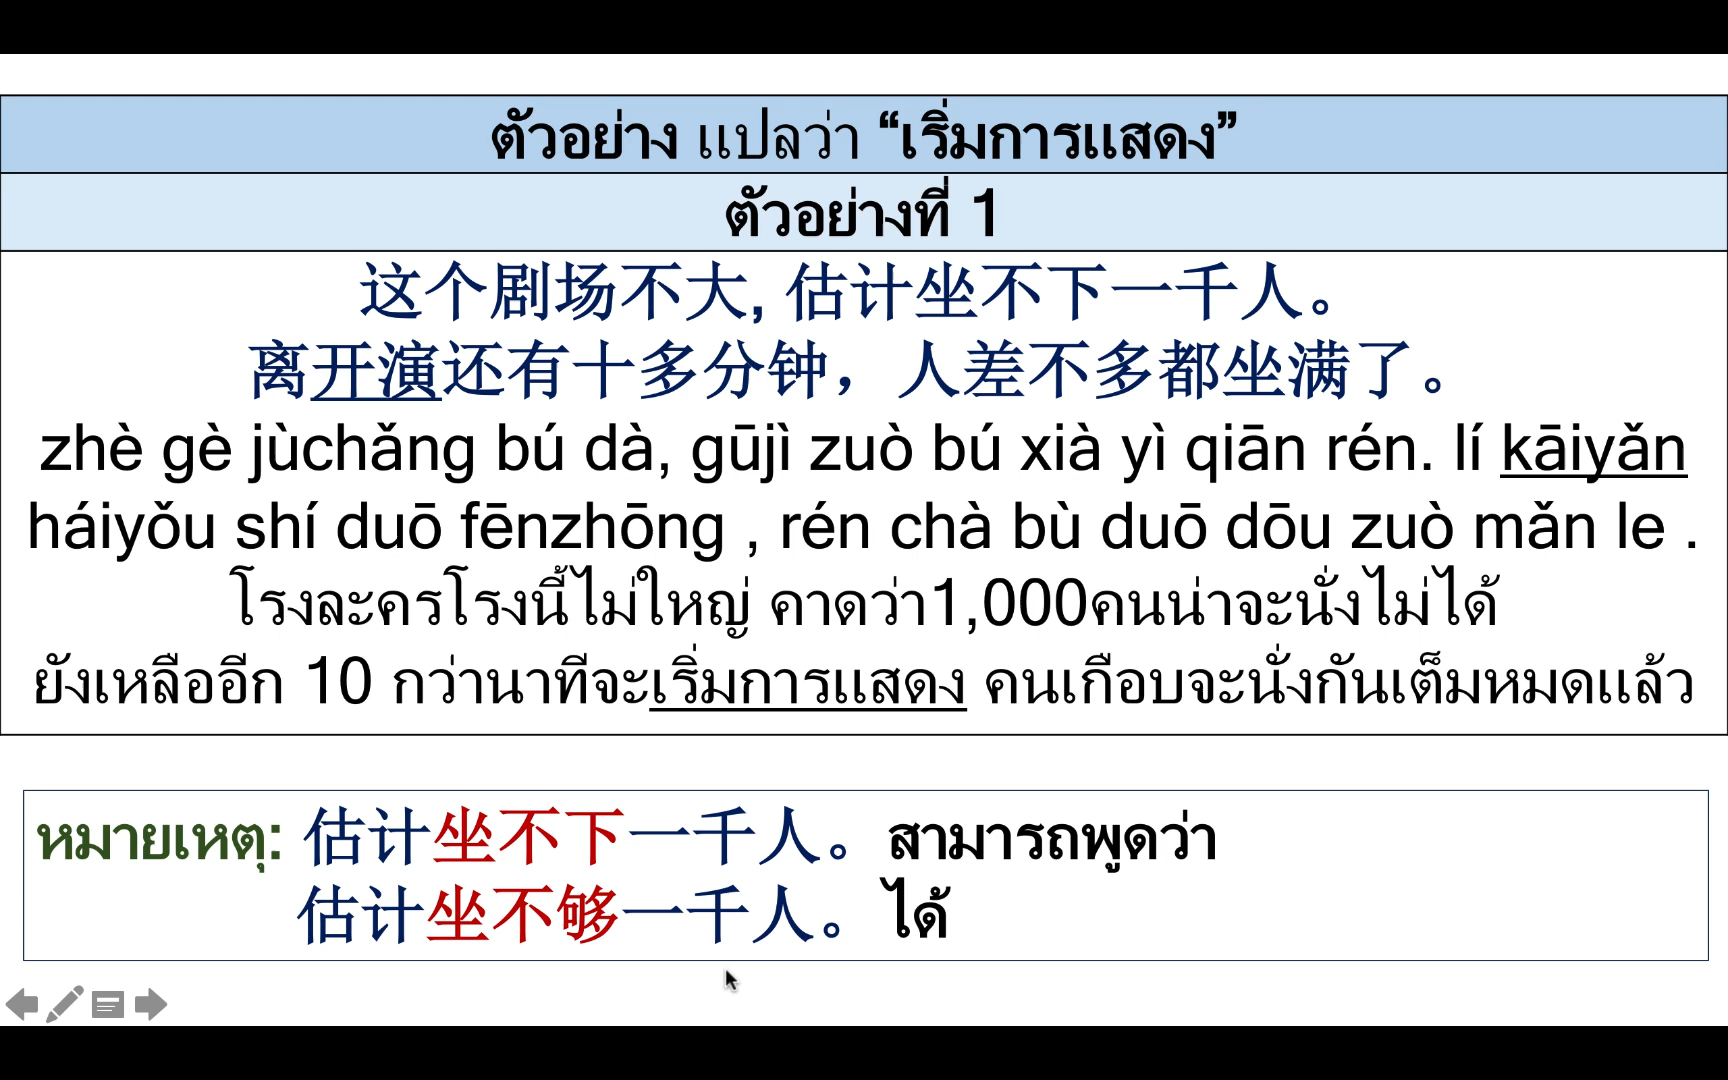 ตัวอย่าง แปลว่า “เริ่มการแสดง”
ตัวอย่างที่ 1
这个剧场不大, 估计坐不下一千人。
离开演还有十多分钟，人差不多都坐满了。
zhè gè jùchǎng bú dà, gūjì zuò bú xià yì qiān rén. lí kāiyǎn
háiyǒu shí duō fēnzhōng , rén chà bù duō dōu zuò mǎn le .
โรงละครโรงนี้ไม่ใหญ่ คาดว่า1,000คนน่าจะนั่งไม่ได้
ยังเหลืออีก 10 กว่านาทีจะเริ่มการแสดง คนเกือบจะนั่งกันเต็มหมดแล้ว
หมายเหตุ: 估计坐不下一千人。สามารถพูดว่า
估计坐不够一千人。ได้